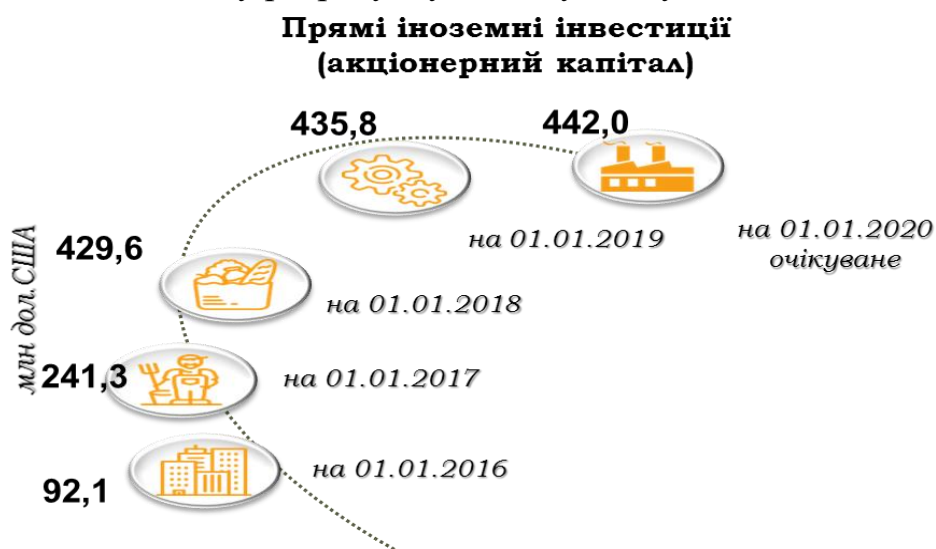 Прямі іноземні інвестиції
(акціонерний капітал)
435,8
442,0
на 01.01.2019
на 01.01.2020
очікуване
429,6
на 01.01.2018
млн дол.США
241,3
на 01.01.2017
92,1
на 01.01.2016